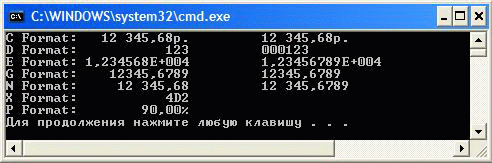 C:\WINDOWS\system32\cmd.exe
C Format: 12 345,68р. 12 345,68р.
D Format: 123 000123
E Format: 1,234568E+004 1,23456789E+004
G Format: 12345,6789 12345,6789
N Format: 12 345,68 12 345,6789
X Format: 4D2
P Format: 90,00%
Для продолжения нажмите любую клавишу . . .